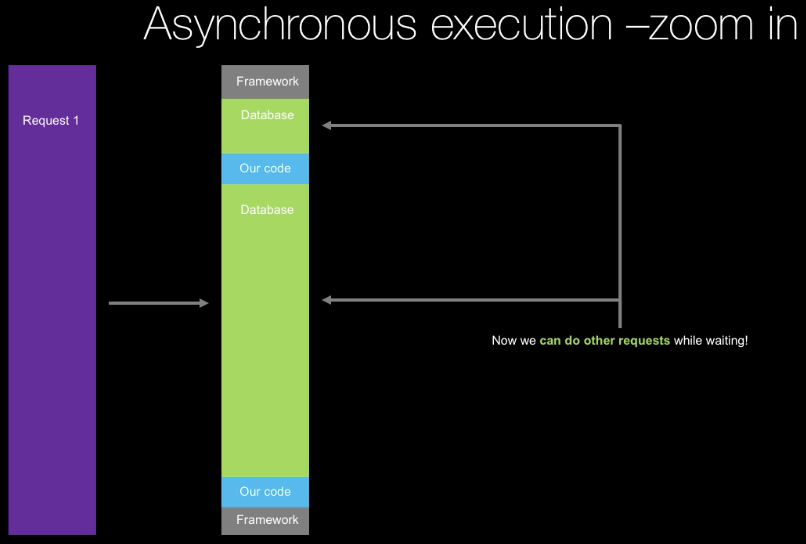 Asynchronous execution –zoom in
Request 1
Framework
Database
Our code
Database
Now we can do other requests while waiting!
Our code
Framework